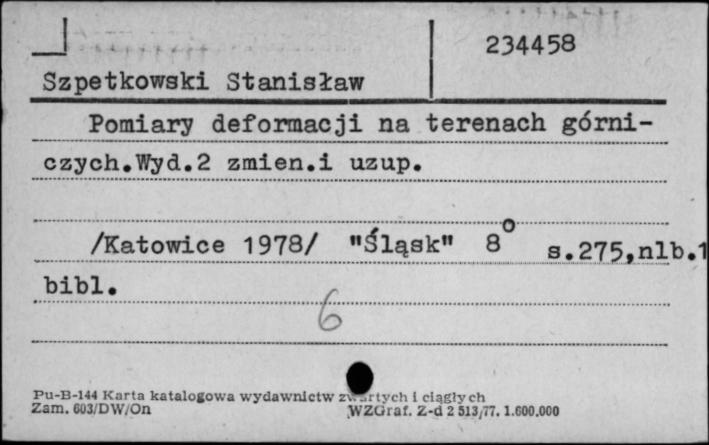 234458
Szpetkowski Stanisław
Pomiary deformacji na terenach górni-
czych.Wyd.2 zmien.i uzup.
/Katowice 1978/ "Śląsk" 8° s.275,nlb.1
bibl.
6
Pu-B-144 Karta katalogowa wydawnictw zwartych i ciągłych
Zam. 603/DW/On WZGraf. Z-d 2 513/77. 1.600.000